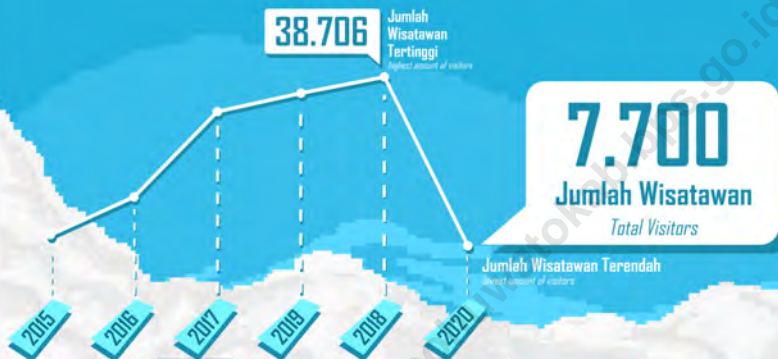 38.706
Jumlah
Wisatawan
Tertinggi
highest amount of visitors
7.700
Jumlah Wisatawan
Total Visitors
Jumlah Wisatawan Terendah
lowest amount of visitors
2015
2016
2017
2019
2018
2020